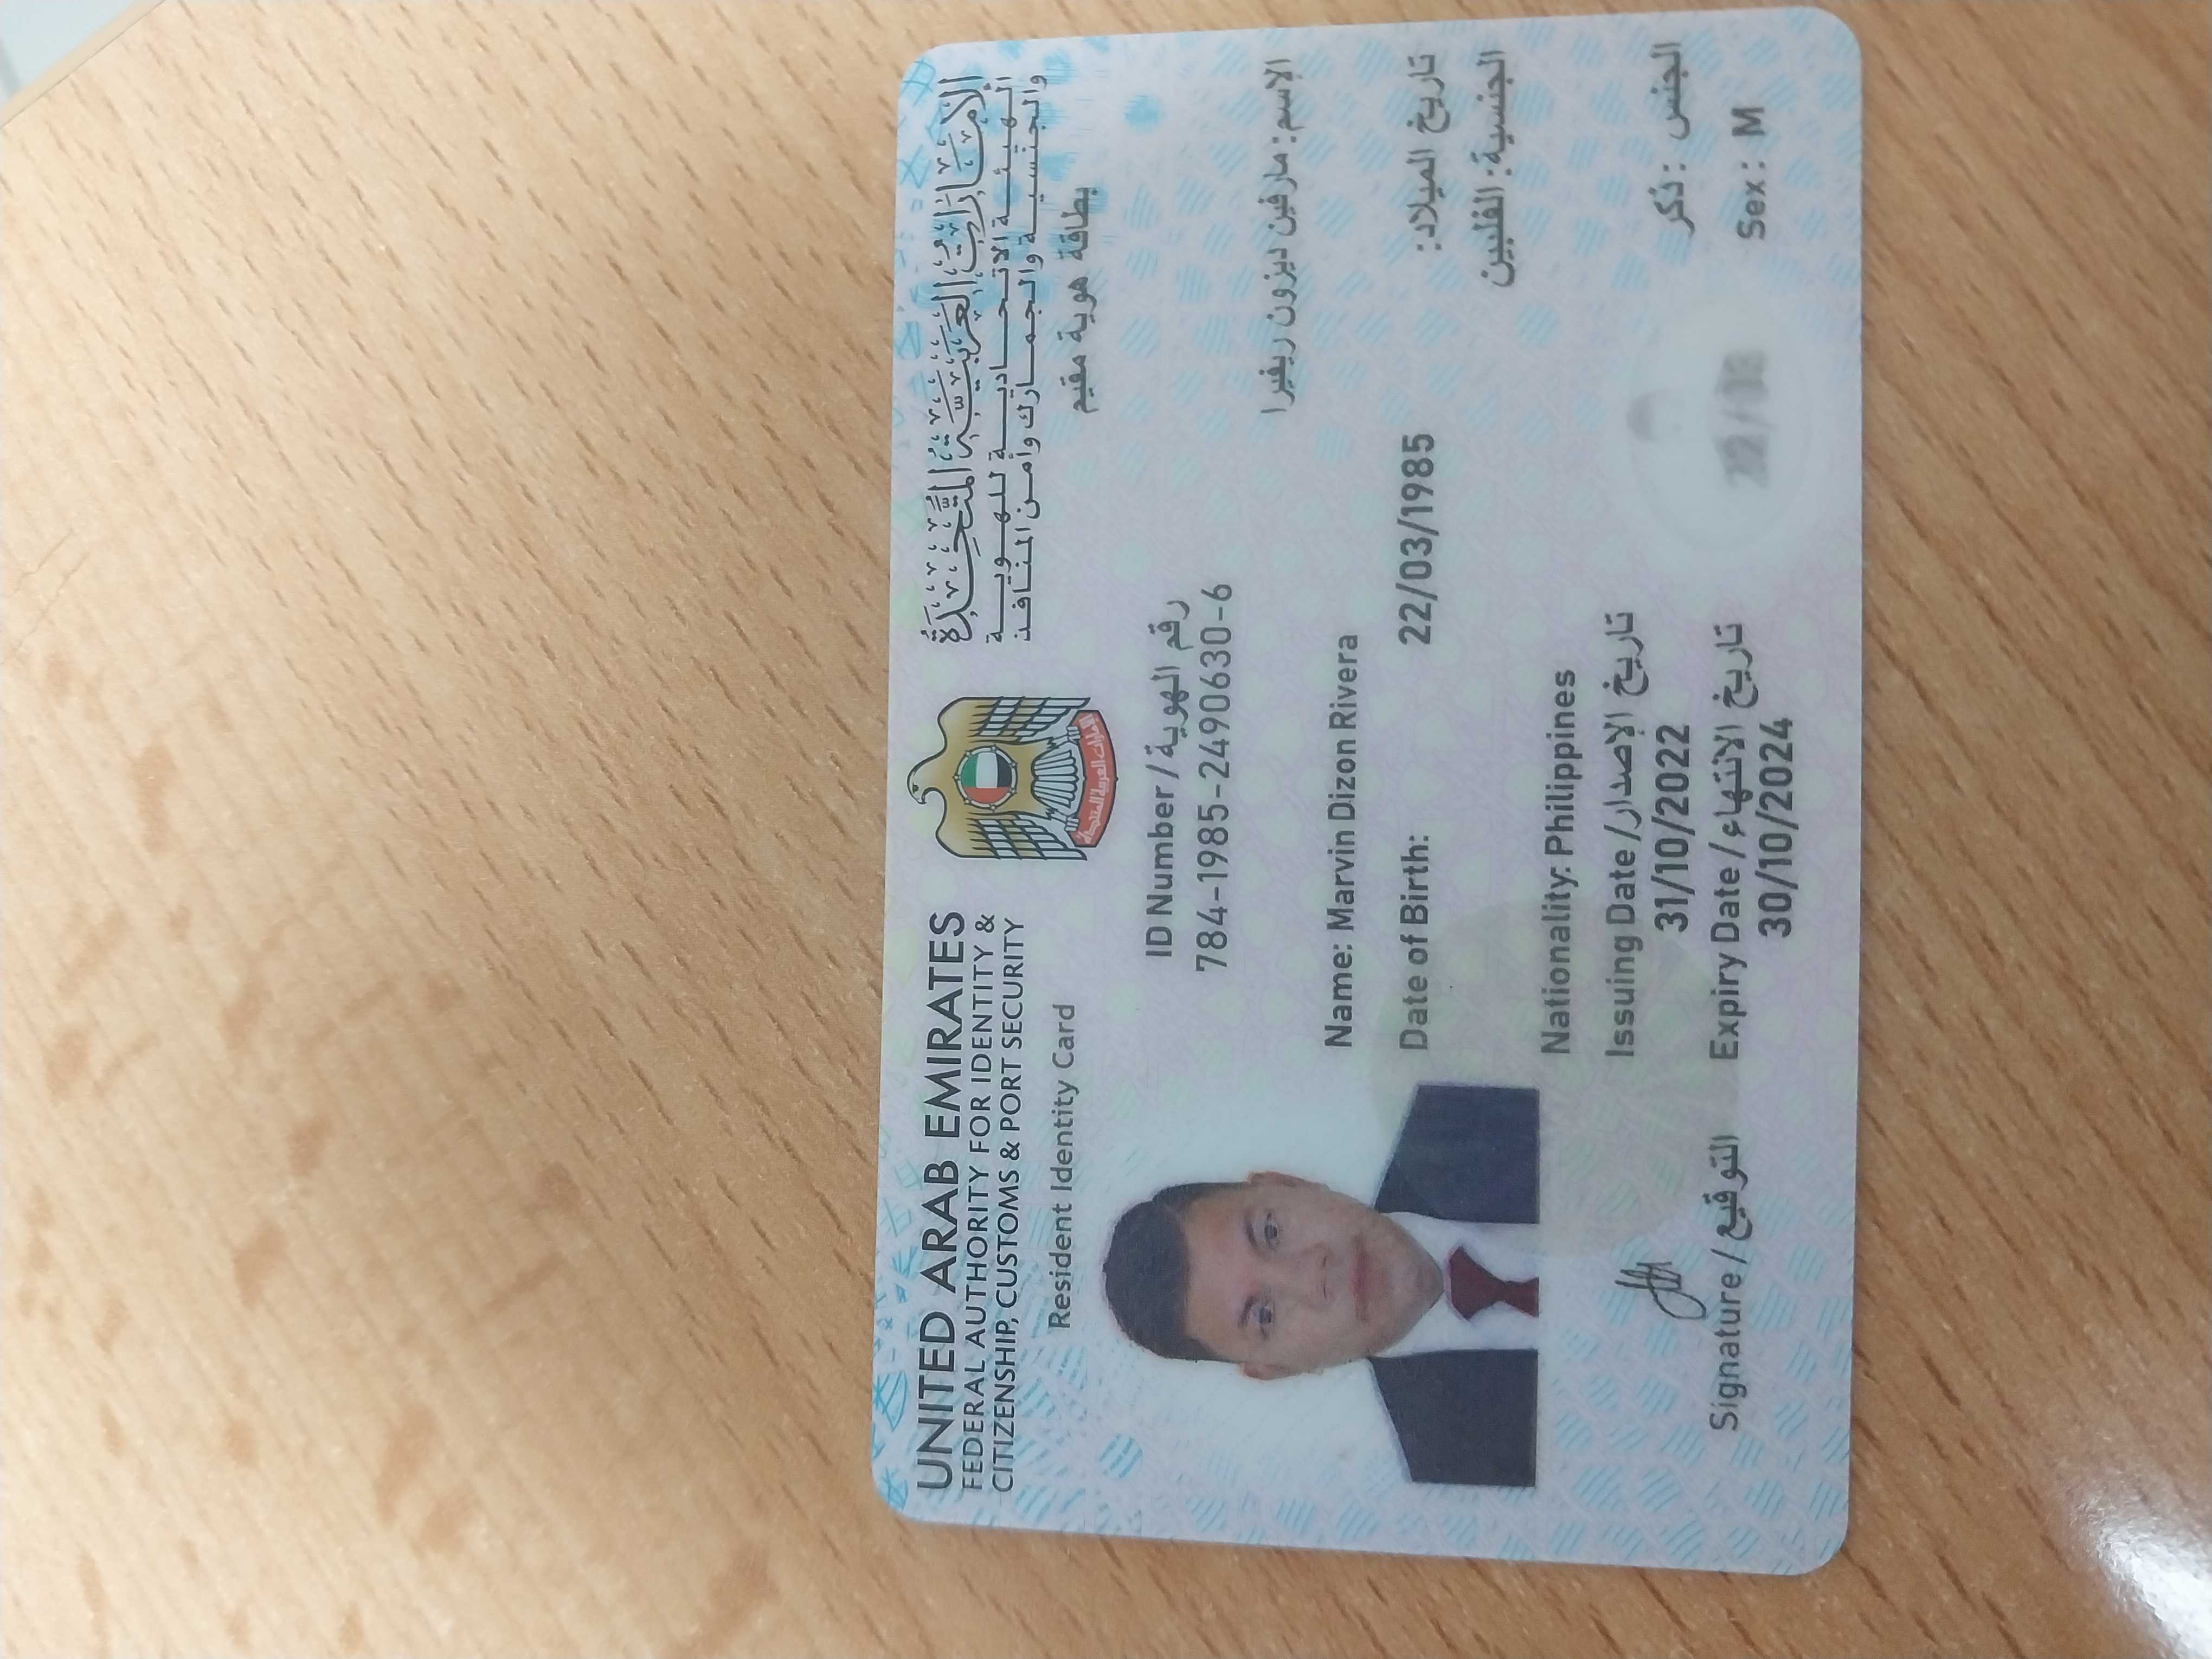 UNITED ARAB EMIRATES
FEDERAL AUTHORITY FOR IDENTITY &
CITIZENSHIP, CUSTOMS & PORT SECURITY
Resident Identity Card
الإمارات العربية المتحدة
الهيئة الاتحادية للهوية
والجنسية والجمارك وأمن المنافذ
بطاقة هوية مقيم
الإمارات العربية المتحدة
ID Number / رقم الهوية
784-1985-2490630-6
الإسم: مارفين ديزون ريفيرا
Name: Marvin Dizon Rivera
Date of Birth: 22/03/1985 تاريخ الميلاد:
الجنسية: الفلبين
Nationality: Philippines
Issuing Date / تاريخ الإصدار
31/10/2022
الجنس : ذكر
Signature / التوقيع
Expiry Date / تاريخ الانتهاء
30/10/2024
Sex: M